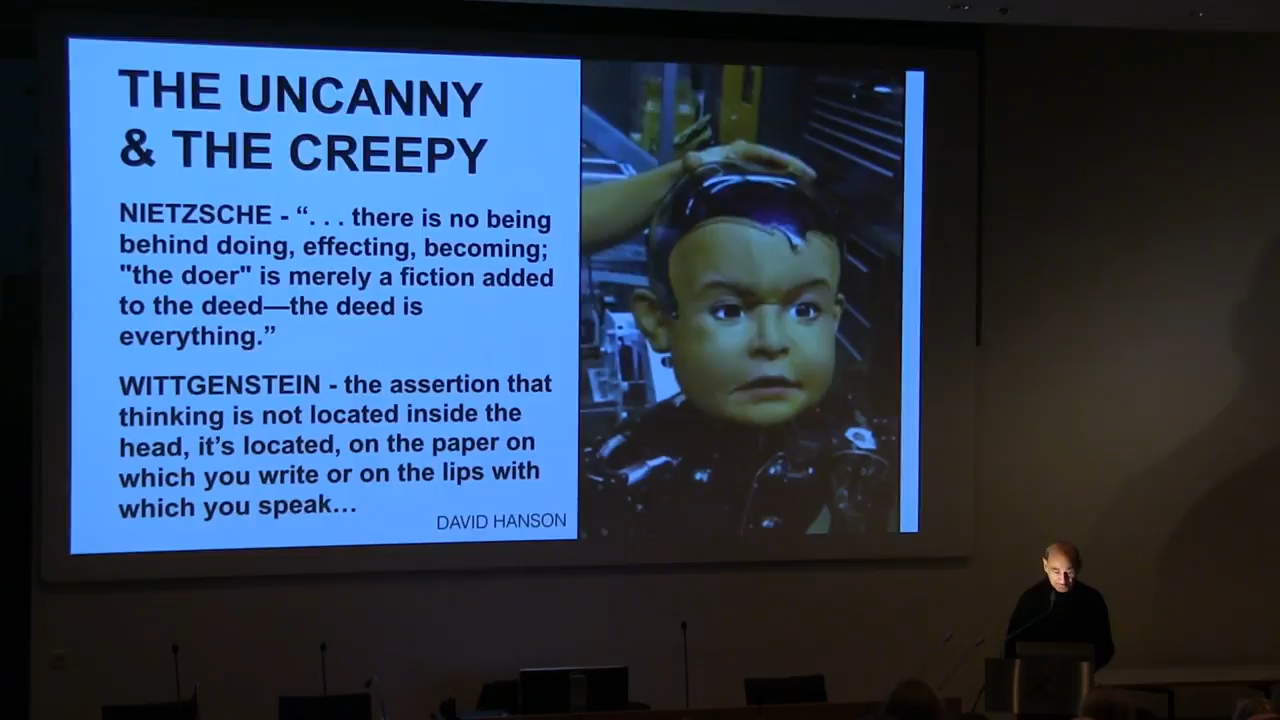 THE UNCANNY
& THE CREEPY
NIETZSCHE - “. . . there is no being
behind doing, effecting, becoming;
"the doer" is merely a fiction added
to the deed—the deed is
everything.”
WITTGENSTEIN - the assertion that
thinking is not located inside the
head, it’s located, on the paper on
which you write or on the lips with
which you speak…
DAVID HANSON